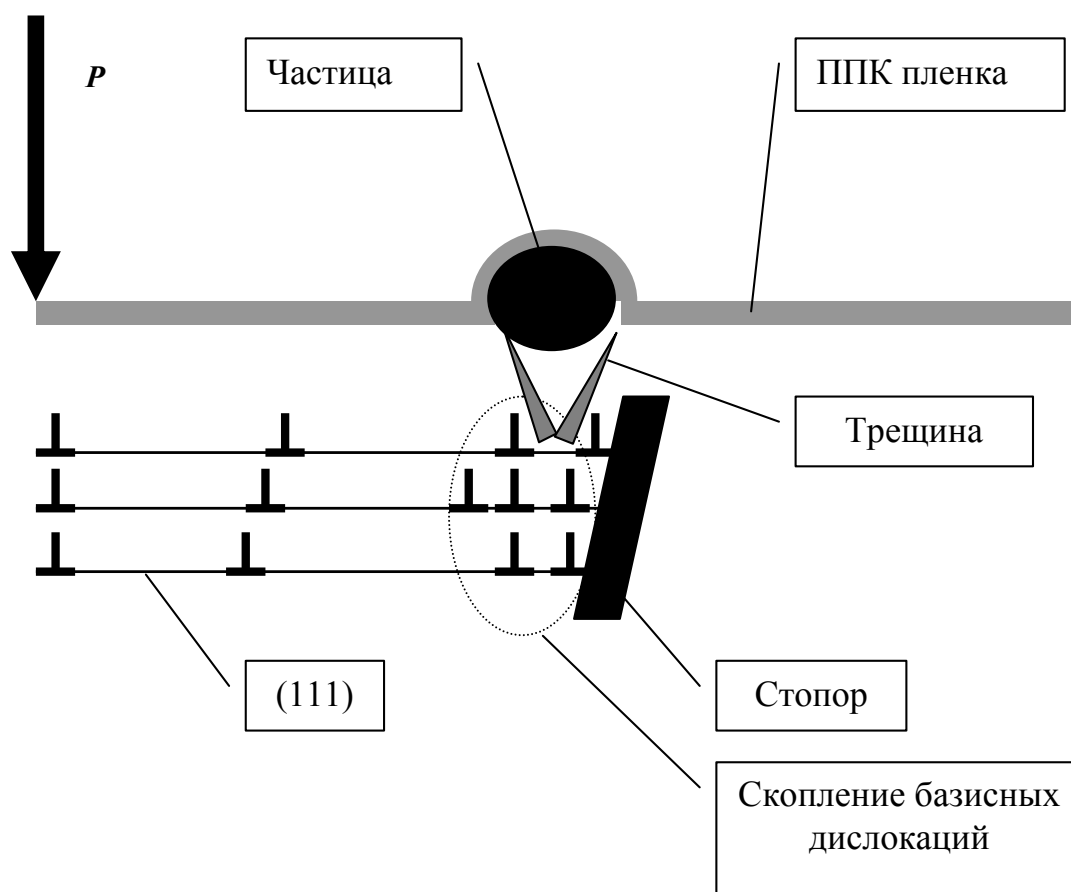 P
Частица
ППК пленка
Трещина
(111)
Стопор
Скопление базисных
дислокаций